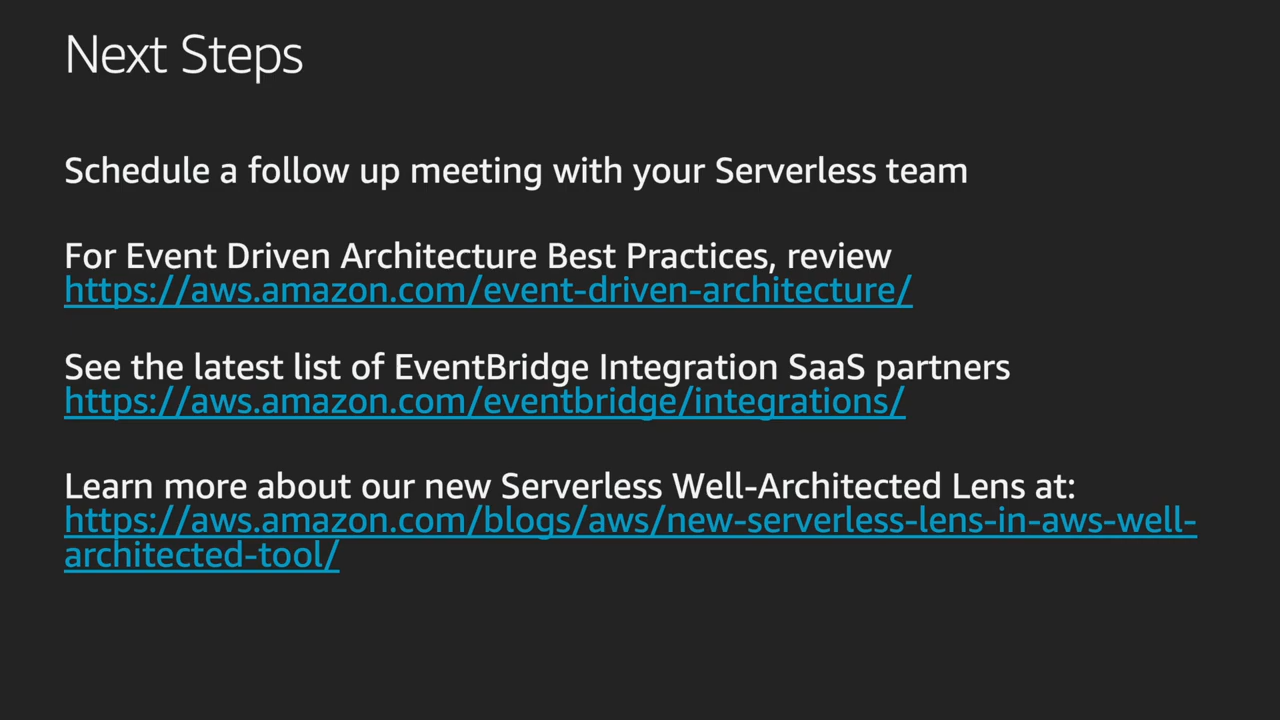 Next Steps
Schedule a follow up meeting with your Serverless team
For Event Driven Architecture Best Practices, review
https://aws.amazon.com/event-driven-architecture/
See the latest list of EventBridge Integration SaaS partners
https://aws.amazon.com/eventbridge/integrations/
Learn more about our new Serverless Well-Architected Lens at:
https://aws.amazon.com/blogs/aws/new-serverless-lens-in-aws-well-
architected-tool/